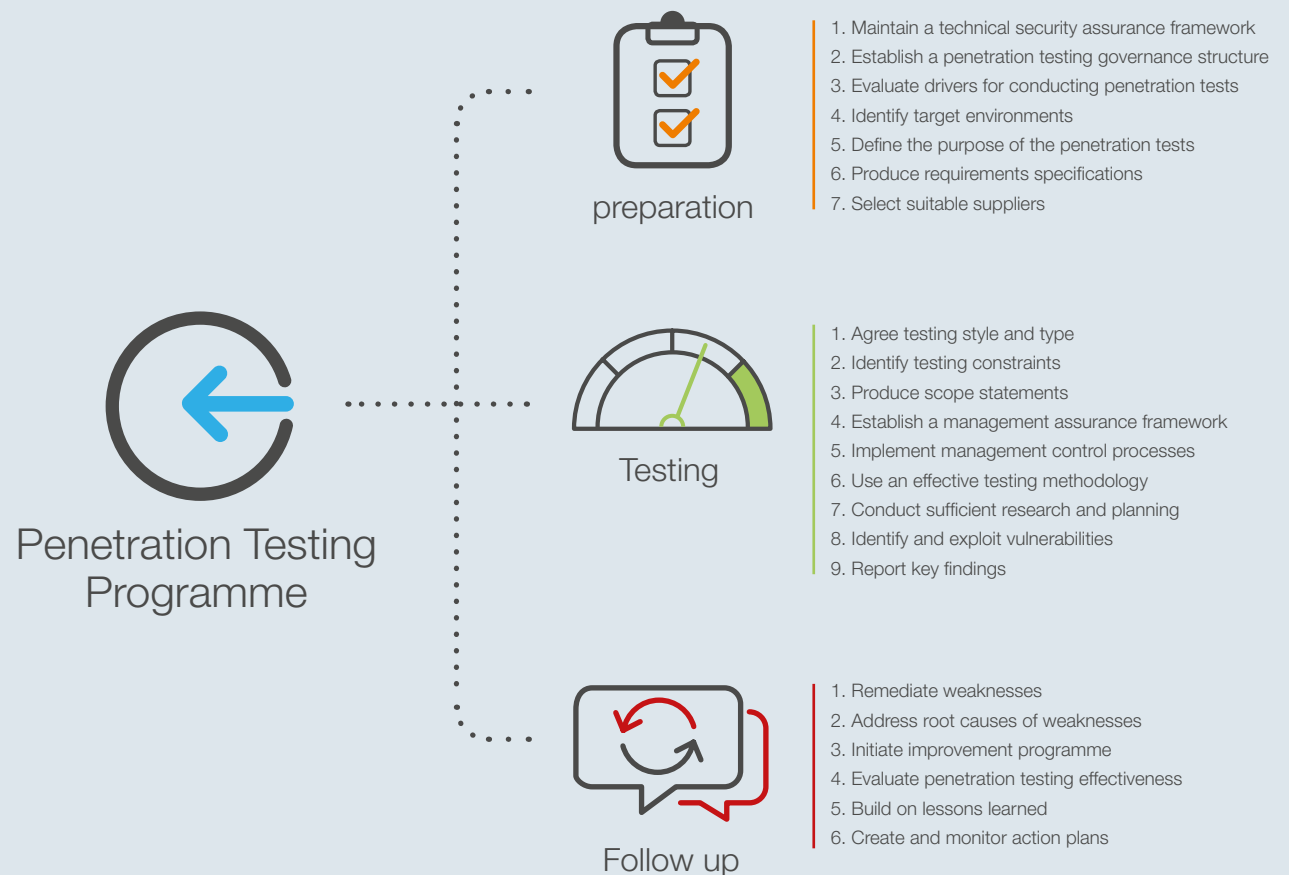 Penetration Testing
Programme
preparation
1. Maintain a technical security assurance framework
2. Establish a penetration testing governance structure
3. Evaluate drivers for conducting penetration tests
4. Identify target environments
5. Define the purpose of the penetration tests
6. Produce requirements specifications
7. Select suitable suppliers
Testing
1. Agree testing style and type
2. Identify testing constraints
3. Produce scope statements
4. Establish a management assurance framework
5. Implement management control processes
6. Use an effective testing methodology
7. Conduct sufficient research and planning
8. Identify and exploit vulnerabilities
9. Report key findings
Follow up
1. Remediate weaknesses
2. Address root causes of weaknesses
3. Initiate improvement programme
4. Evaluate penetration testing effectiveness
5. Build on lessons learned
6. Create and monitor action plans